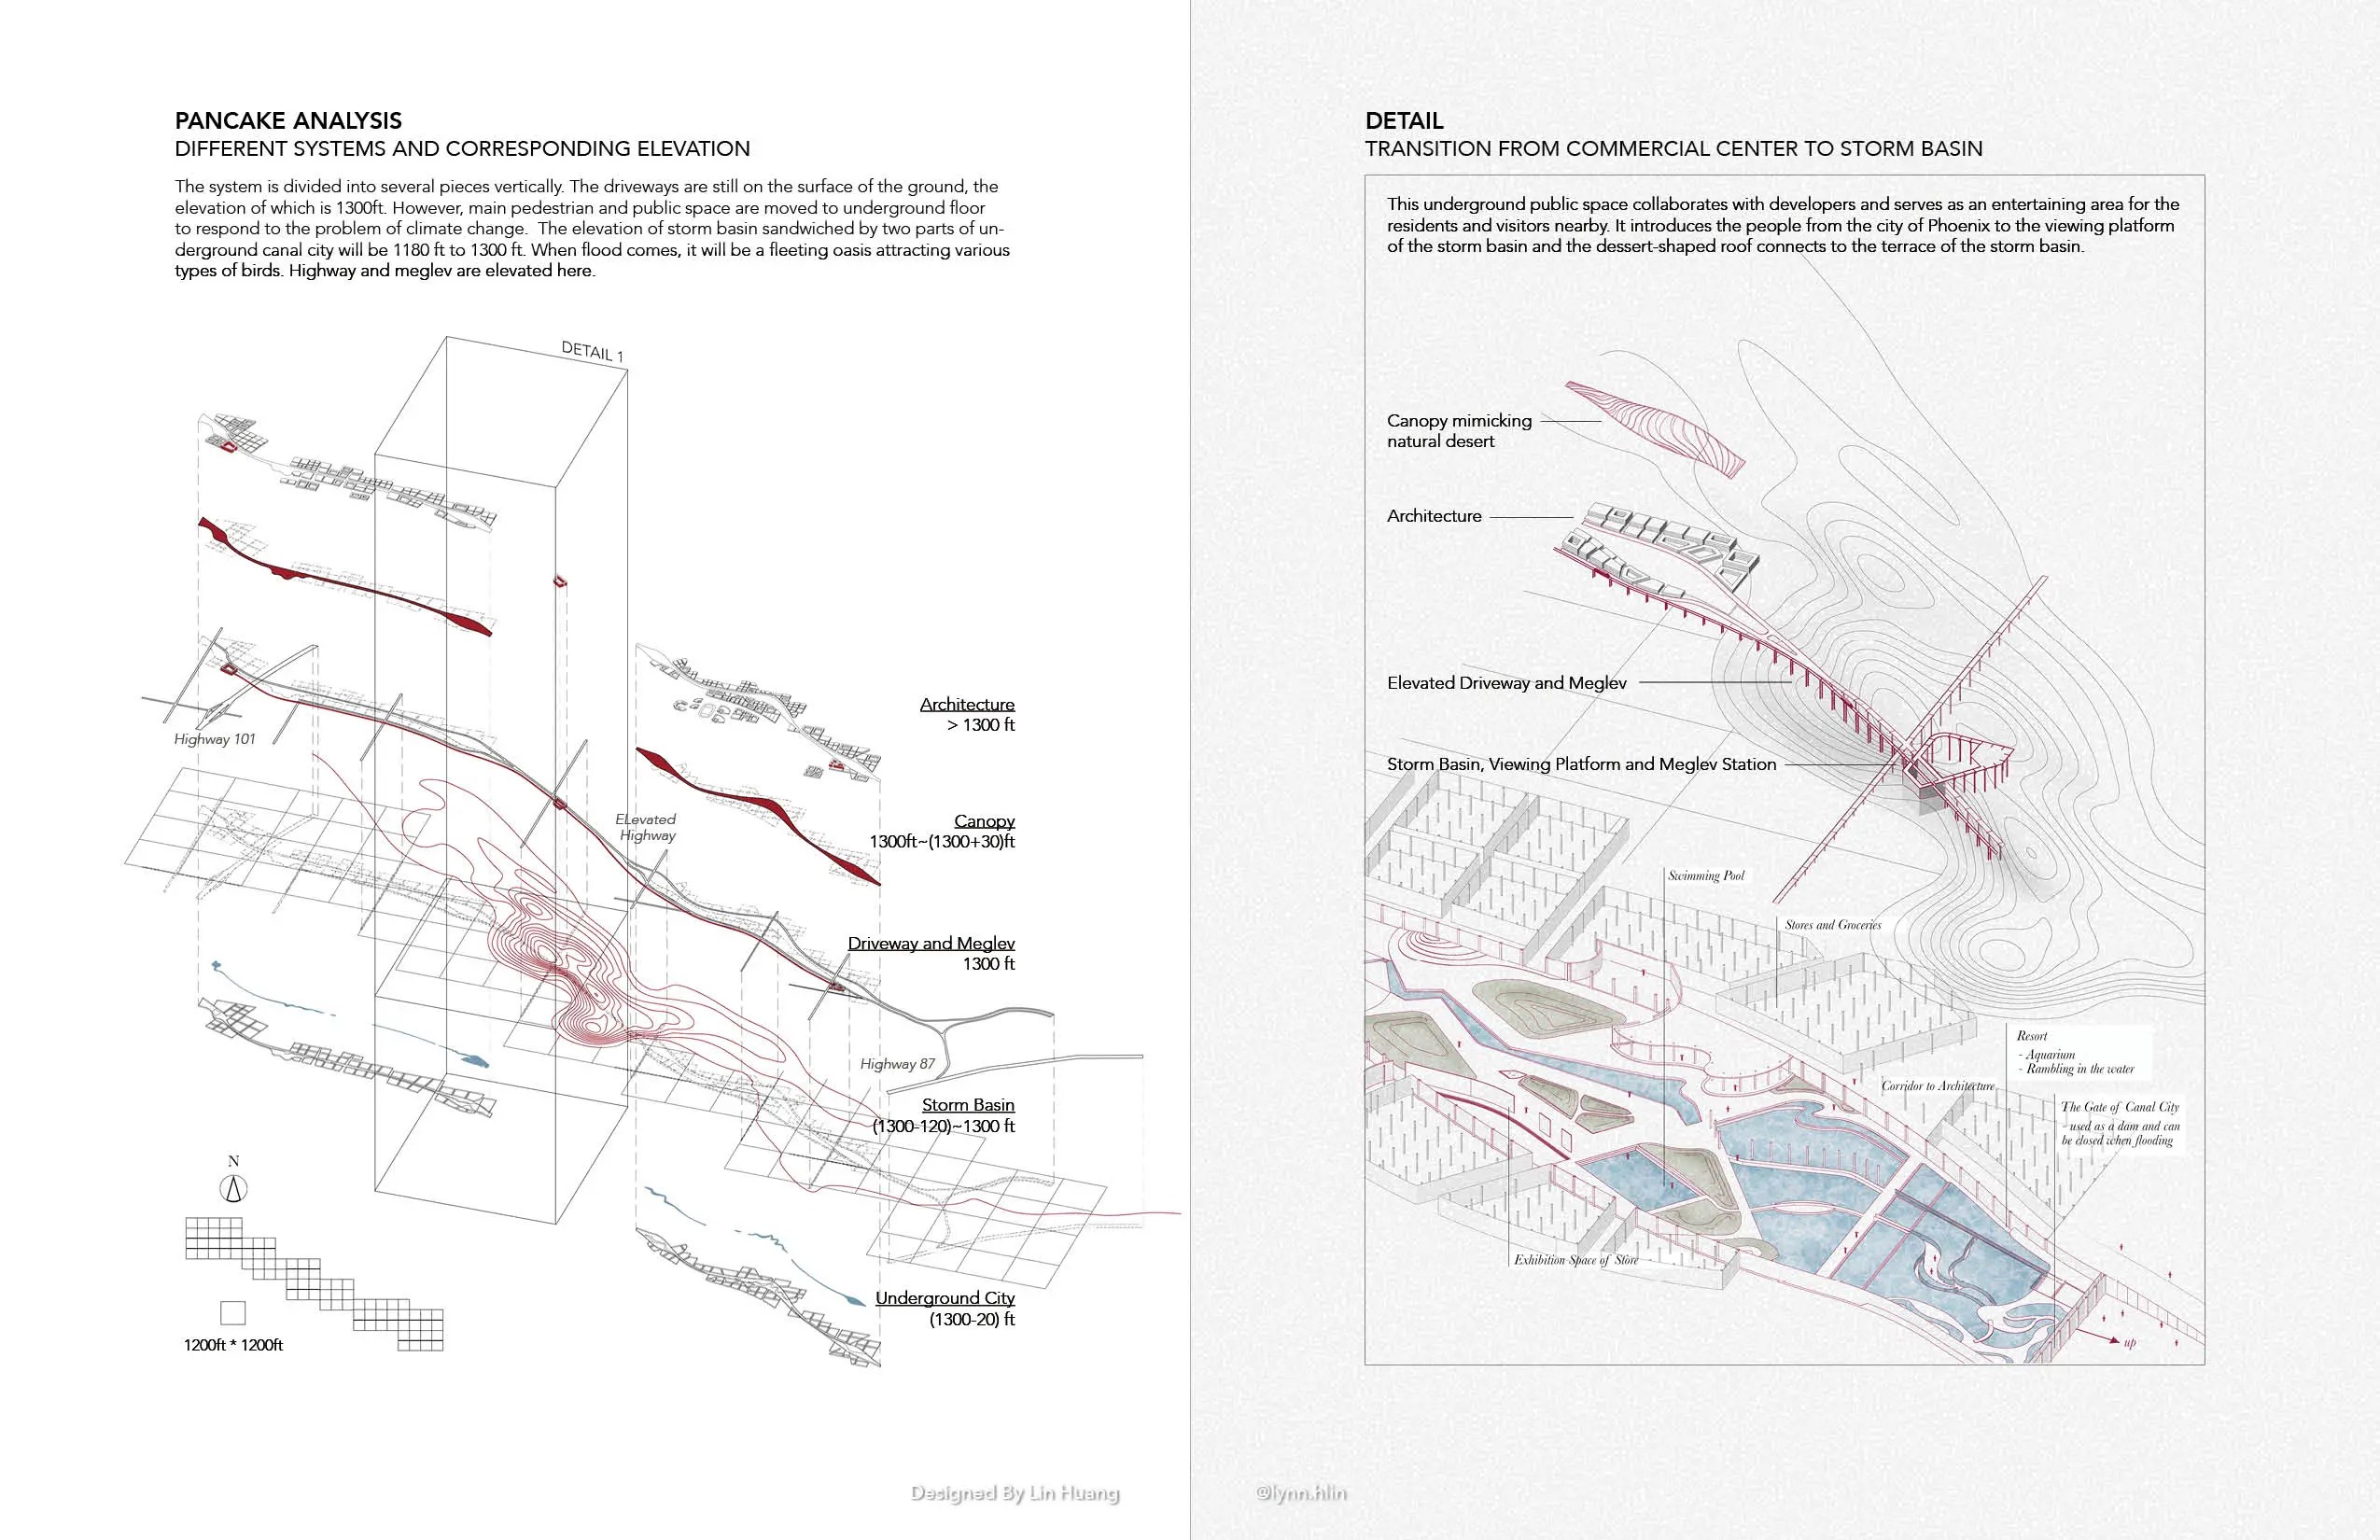 PANCAKE ANALYSIS
DIFFERENT SYSTEMS AND CORRESPONDING ELEVATION
The system is divided into several pieces vertically. The driveways are still on the surface of the ground, the
elevation of which is 1300ft. However, main pedestrian and public space are moved to underground floor
to respond to the problem of climate change.  The elevation of storm basin sandwiched by two parts of un-
derground canal city will be 1180 ft to 1300 ft. When flood comes, it will be a fleeting oasis attracting various
types of birds. Highway and meglev are elevated here.
DETAIL 1
Highway 101
ELevated
Highway
Architecture
> 1300 ft
Canopy
1300ft~(1300+30)ft
Driveway and Meglev
1300 ft
Highway 87
Storm Basin
(1300-120)~1300 ft
Underground City
(1300-20) ft
N
1200ft * 1200ft
Designed By Lin Huang
DETAIL
TRANSITION FROM COMMERCIAL CENTER TO STORM BASIN
This underground public space collaborates with developers and serves as an entertaining area for the
residents and visitors nearby. It introduces the people from the city of Phoenix to the viewing platform
of the storm basin and the dessert-shaped roof connects to the terrace of the storm basin.
Canopy mimicking
natural desert
Architecture
Elevated Driveway and Meglev
Storm Basin, Viewing Platform and Meglev Station
Swimming Pool
Stores and Groceries
Resort
- Aquarium
- Rambling in the water
Corridor to Architecture
The Gate of Canal City
- used as a dam and can
be closed when flooding
Exhibition Space of Store
up
@lynn.hlin